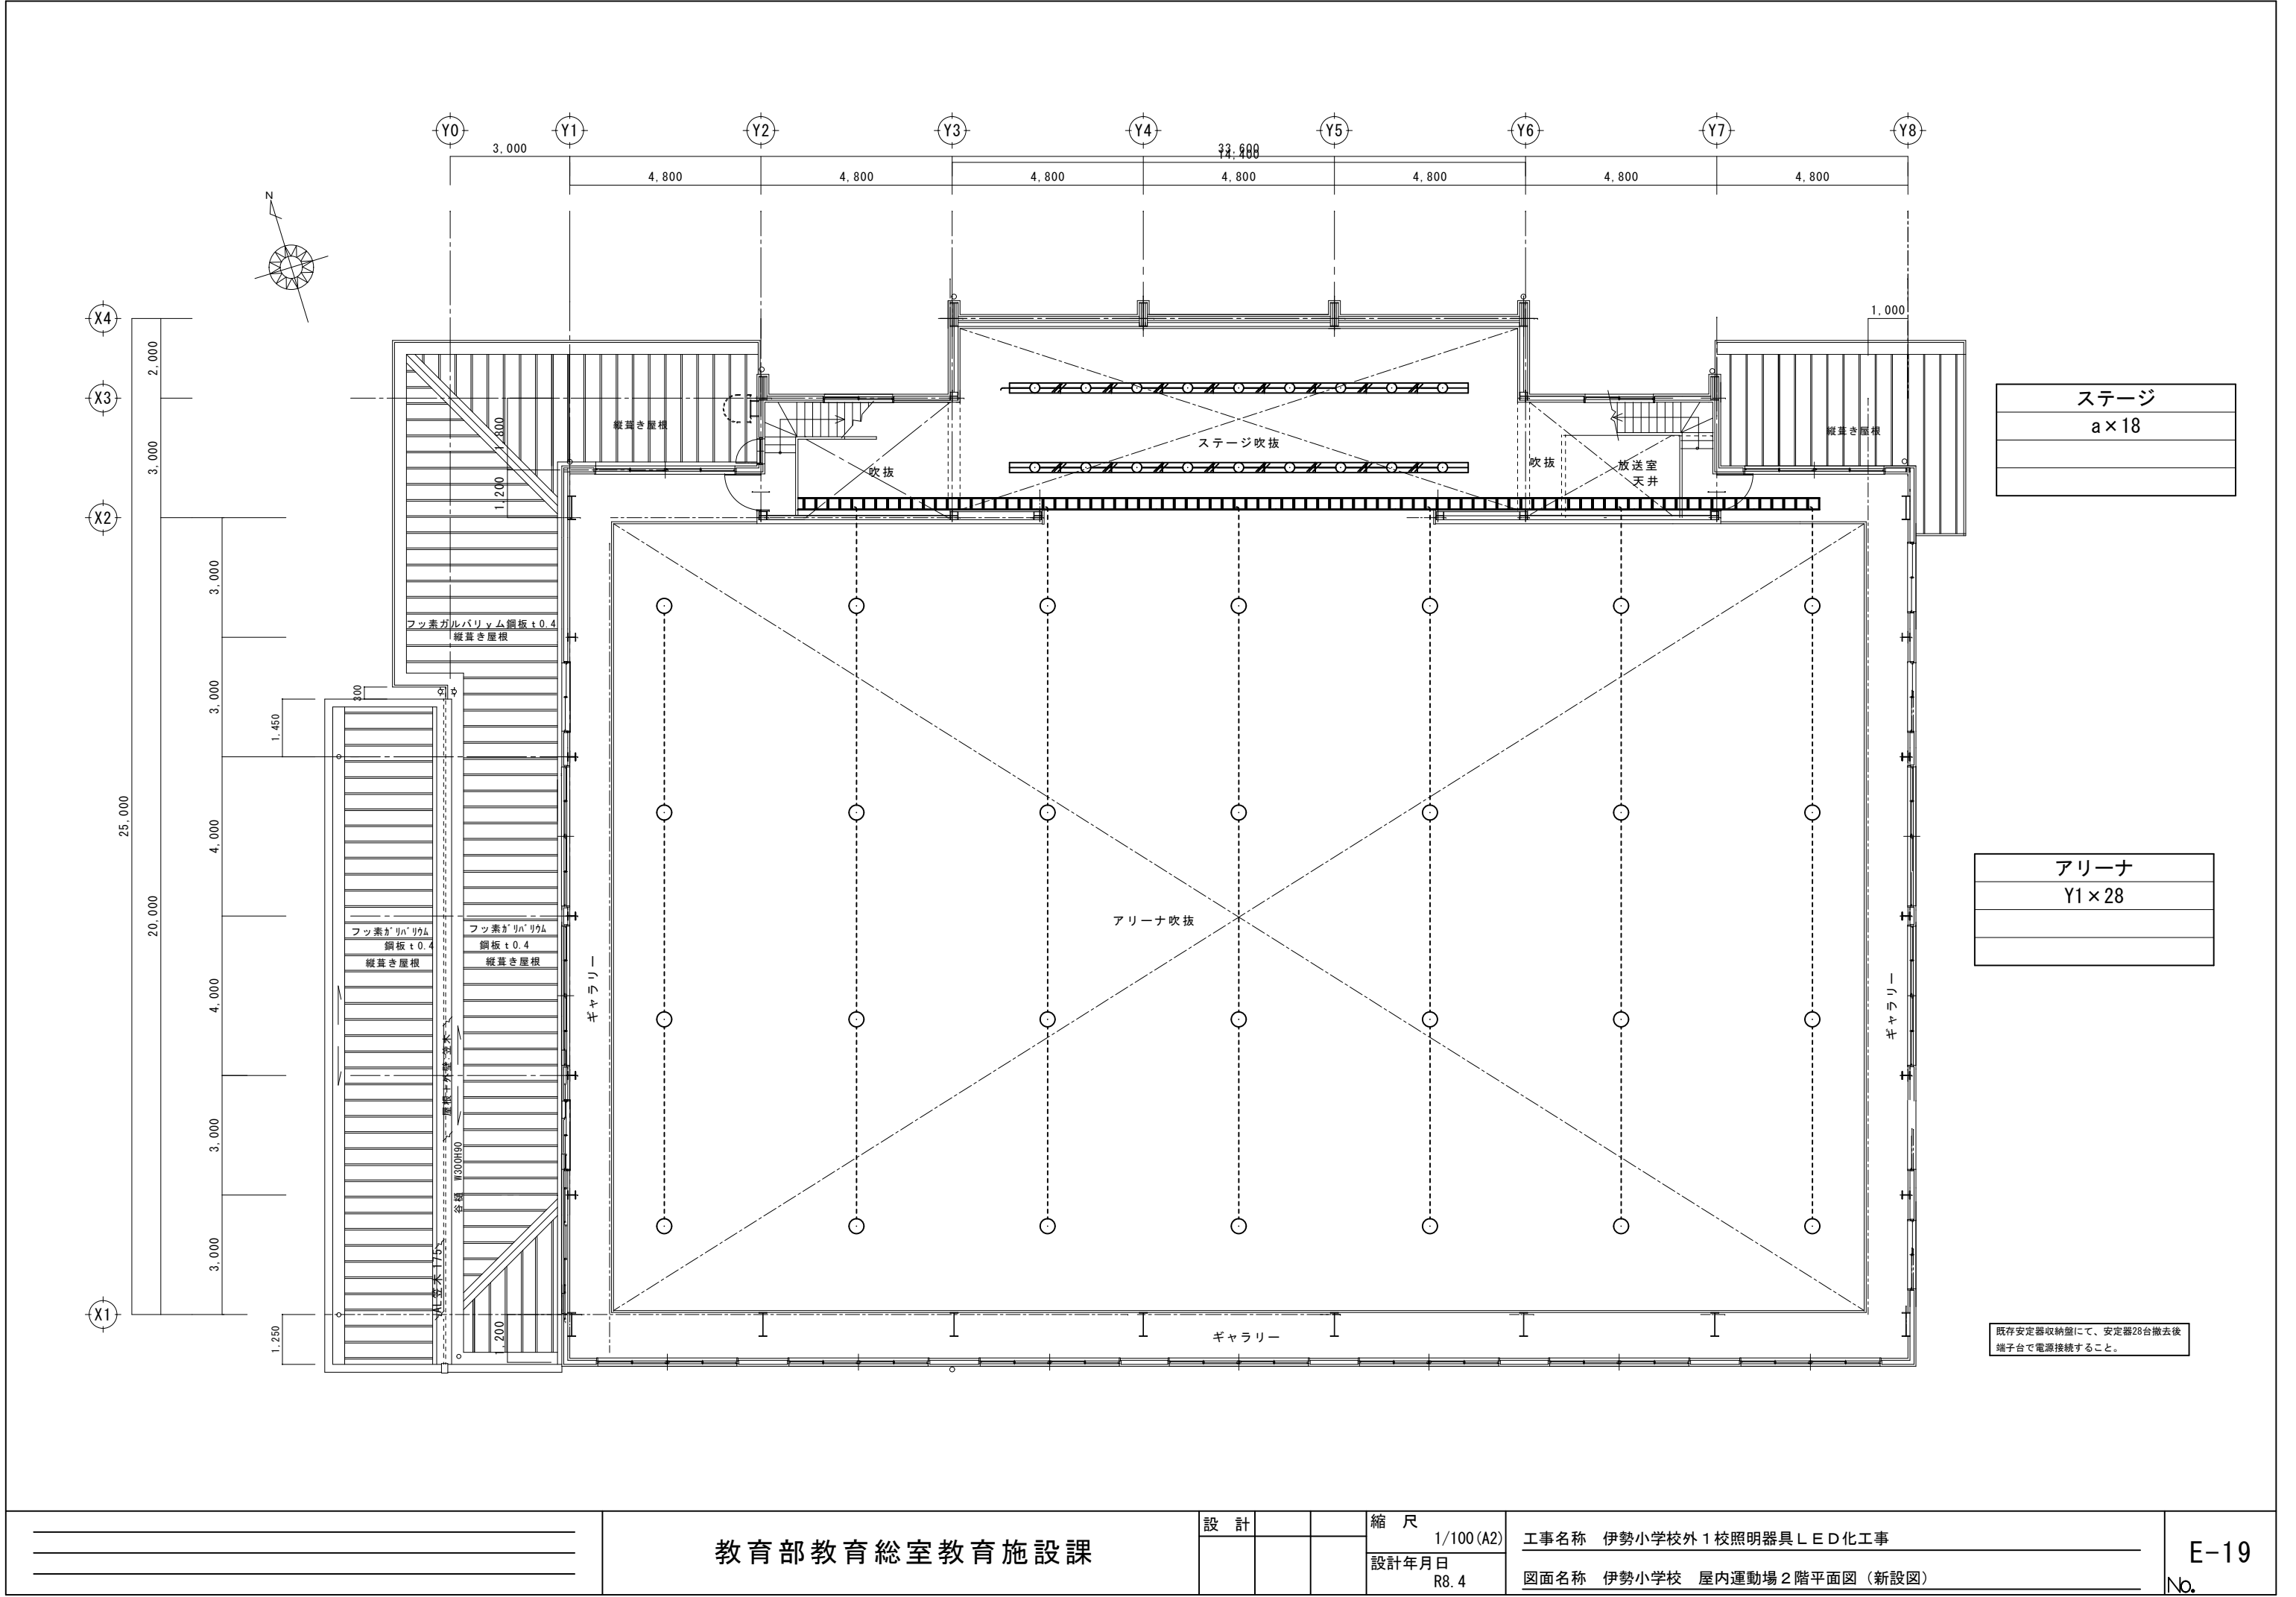 Y0
Y1
Y2
Y3
Y4
Y5
Y6
Y7
Y8
3,000
33,600
14,400
4,800
4,800
4,800
4,800
4,800
4,800
4,800
N
X4
X3
X2
X1
2,000
3,000
25,000
20,000
3,000
3,000
4,000
4,000
3,000
3,000
300
1,450
1,250
1,800
1,200
1,200
1,000
縦葺き屋根
縦葺き屋根
吹抜
ステージ吹抜
吹抜
放送室
天井
ステージ
a×18
フッ素ガルバリｙム鋼板ｔ0.4
縦葺き屋根
フッ素ｶﾞﾘﾊﾞﾘｳﾑ
鋼板ｔ0.4
縦葺き屋根
フッ素ｶﾞﾘﾊﾞﾘｳﾑ
鋼板ｔ0.4
縦葺き屋根
谷樋 W300H90
アリーナ吹抜
ギャラリー
ギャラリー
ギャラリー
アリーナ
Y1×28
既存安定器収納盤にて、安定器28台撤去後
端子台で電源接続すること。
教育部教育総室教育施設課
設 計
縮 尺
1/100(A2)
設計年月日
R8.4
工事名称 伊勢小学校外１校照明器具ＬＥＤ化工事
図面名称 伊勢小学校 屋内運動場２階平面図（新設図）
E-19
No.